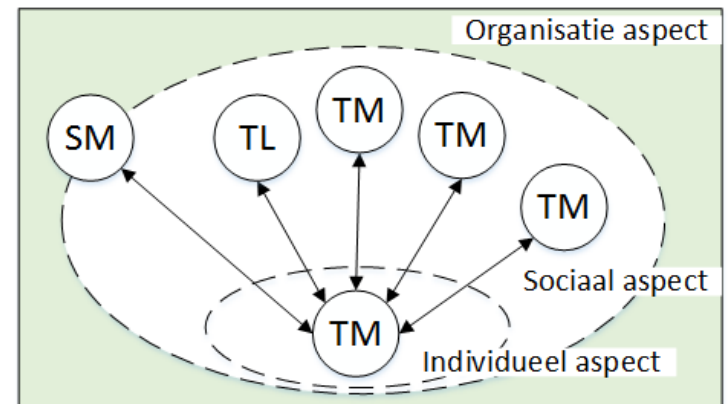 Organisatie aspect
SM
TL
TM
TM
TM
Sociaal aspect
TM
Individueel aspect